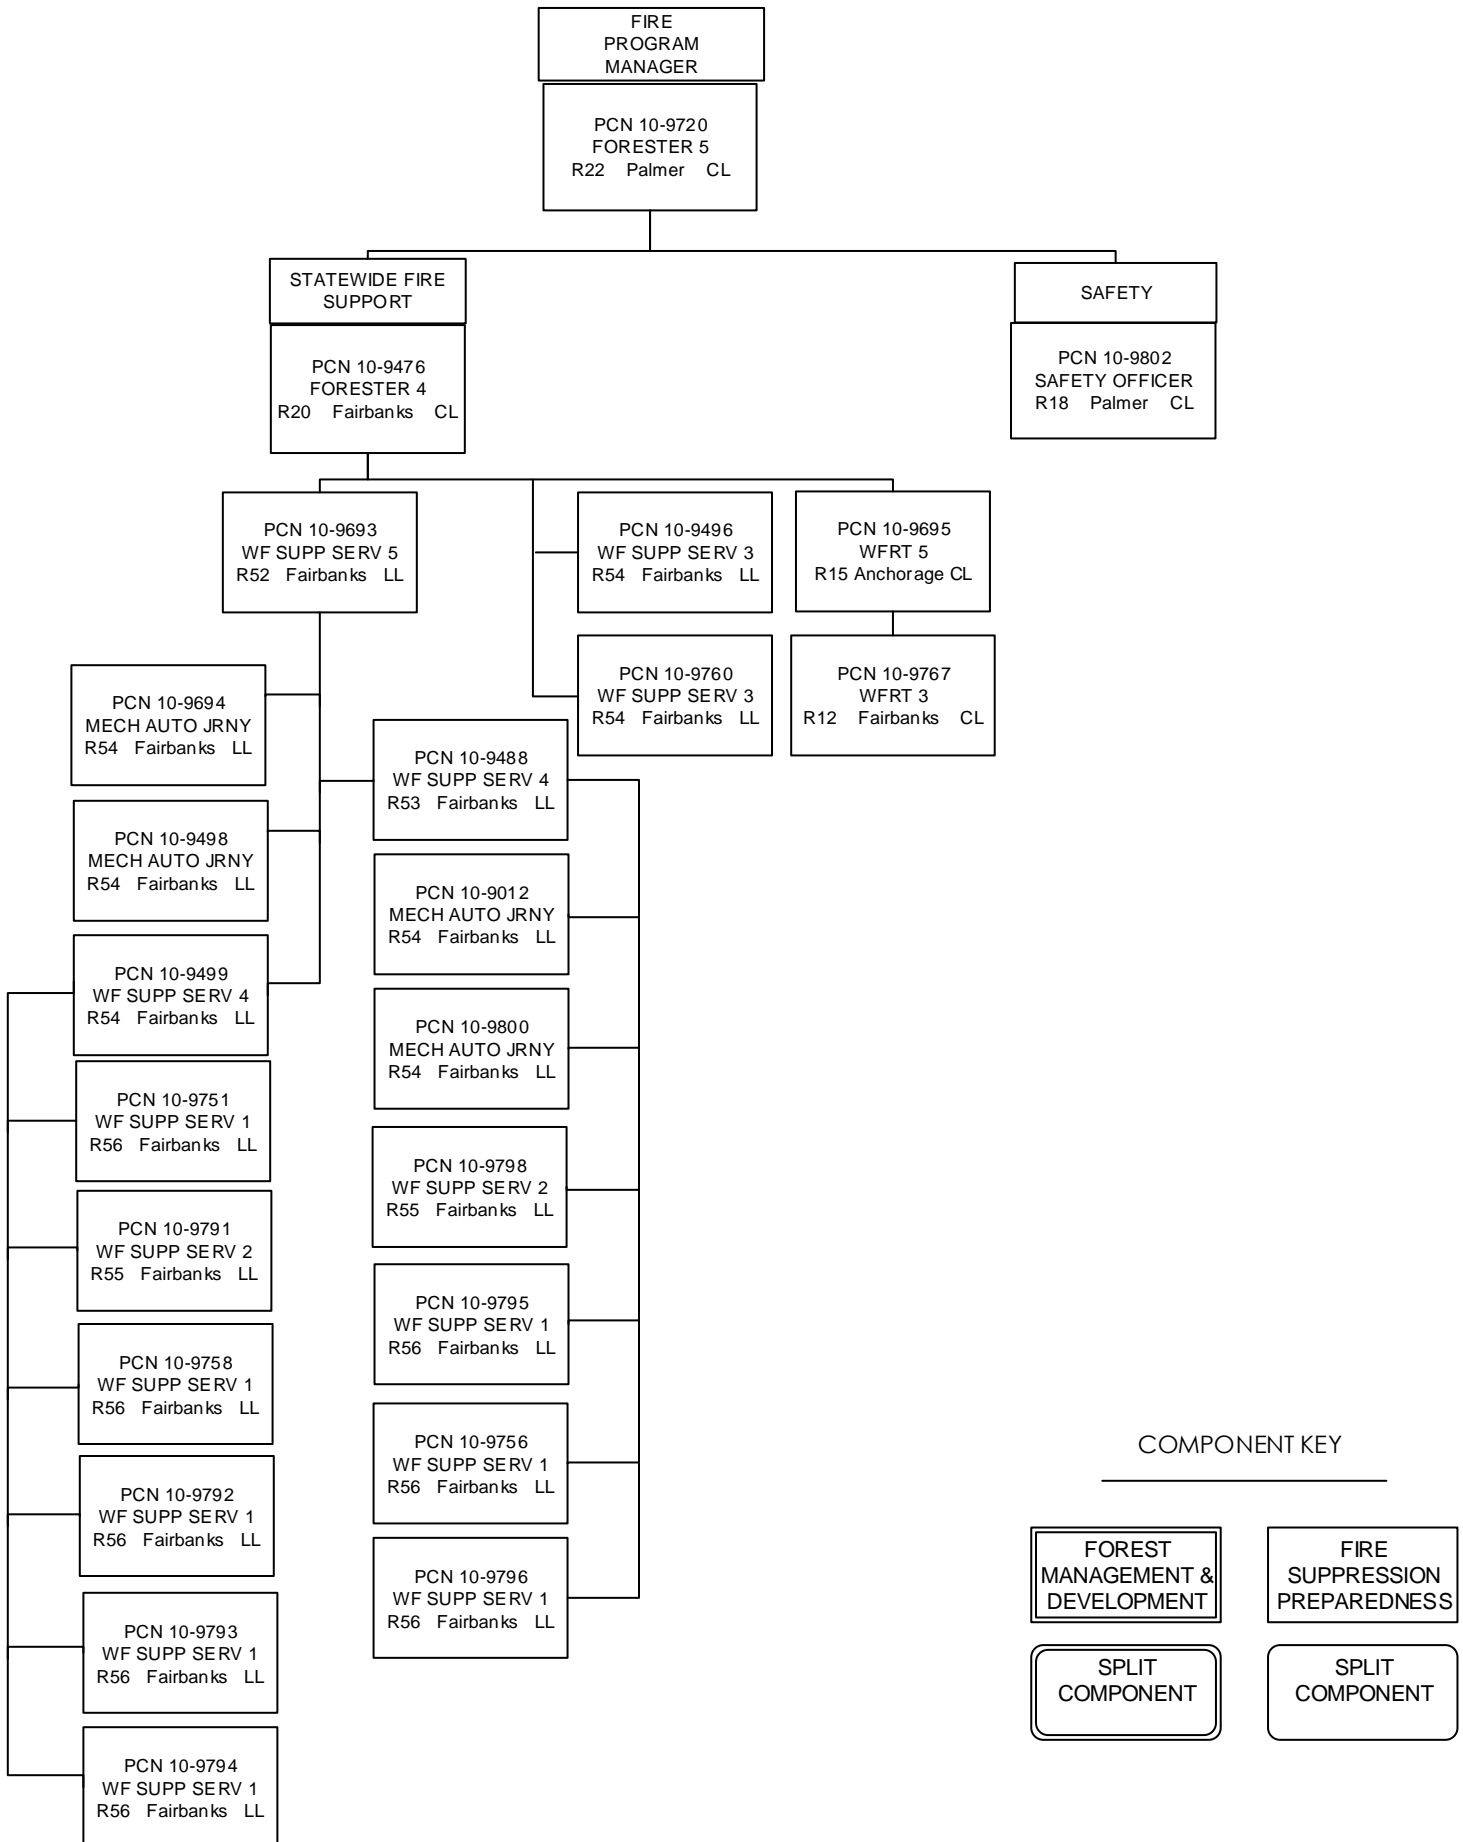 FIRE
PROGRAM
MANAGER
PCN 10-9720
FORESTER 5
R22 Palmer CL
STATEWIDE FIRE
SUPPORT
PCN 10-9476
FORESTER 4
R20 Fairbanks CL
SAFETY
PCN 10-9802
SAFETY OFFICER
R18 Palmer CL
PCN 10-9693
WF SUPP SERV 5
R52 Fairbanks LL
PCN 10-9496
WF SUPP SERV 3
R54 Fairbanks LL
PCN 10-9695
WFRT 5
R15 Anchorage CL
PCN 10-9760
WF SUPP SERV 3
R54 Fairbanks LL
PCN 10-9767
WFRT 3
R12 Fairbanks CL
PCN 10-9694
MECH AUTO JRNY
R54 Fairbanks LL
PCN 10-9498
MECH AUTO JRNY
R54 Fairbanks LL
PCN 10-9499
WF SUPP SERV 4
R54 Fairbanks LL
PCN 10-9751
WF SUPP SERV 1
R56 Fairbanks LL
PCN 10-9791
WF SUPP SERV 2
R55 Fairbanks LL
PCN 10-9758
WF SUPP SERV 1
R56 Fairbanks LL
PCN 10-9792
WF SUPP SERV 1
R56 Fairbanks LL
PCN 10-9793
WF SUPP SERV 1
R56 Fairbanks LL
PCN 10-9794
WF SUPP SERV 1
R56 Fairbanks LL
PCN 10-9488
WF SUPP SERV 4
R53 Fairbanks LL
PCN 10-9012
MECH AUTO JRNY
R54 Fairbanks LL
PCN 10-9800
MECH AUTO JRNY
R54 Fairbanks LL
PCN 10-9798
WF SUPP SERV 2
R55 Fairbanks LL
PCN 10-9795
WF SUPP SERV 1
R56 Fairbanks LL
PCN 10-9756
WF SUPP SERV 1
R56 Fairbanks LL
PCN 10-9796
WF SUPP SERV 1
R56 Fairbanks LL
COMPONENT KEY
FOREST
MANAGEMENT &
DEVELOPMENT
FIRE
SUPPRESSION
PREPAREDNESS
SPLIT
COMPONENT
SPLIT
COMPONENT